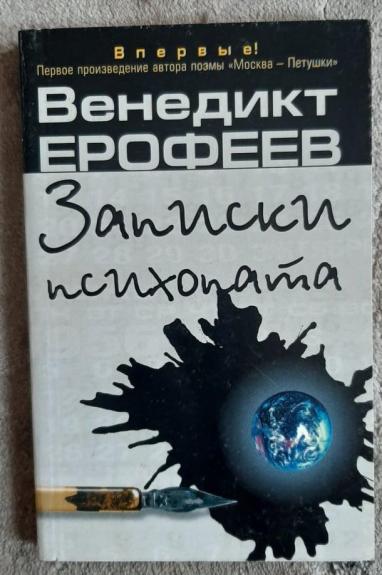 Впервые!
Первое произведение автора поэмы «Москва – Петушки»
Венедикт
ЕРОФЕЕВ
Записки
психопата